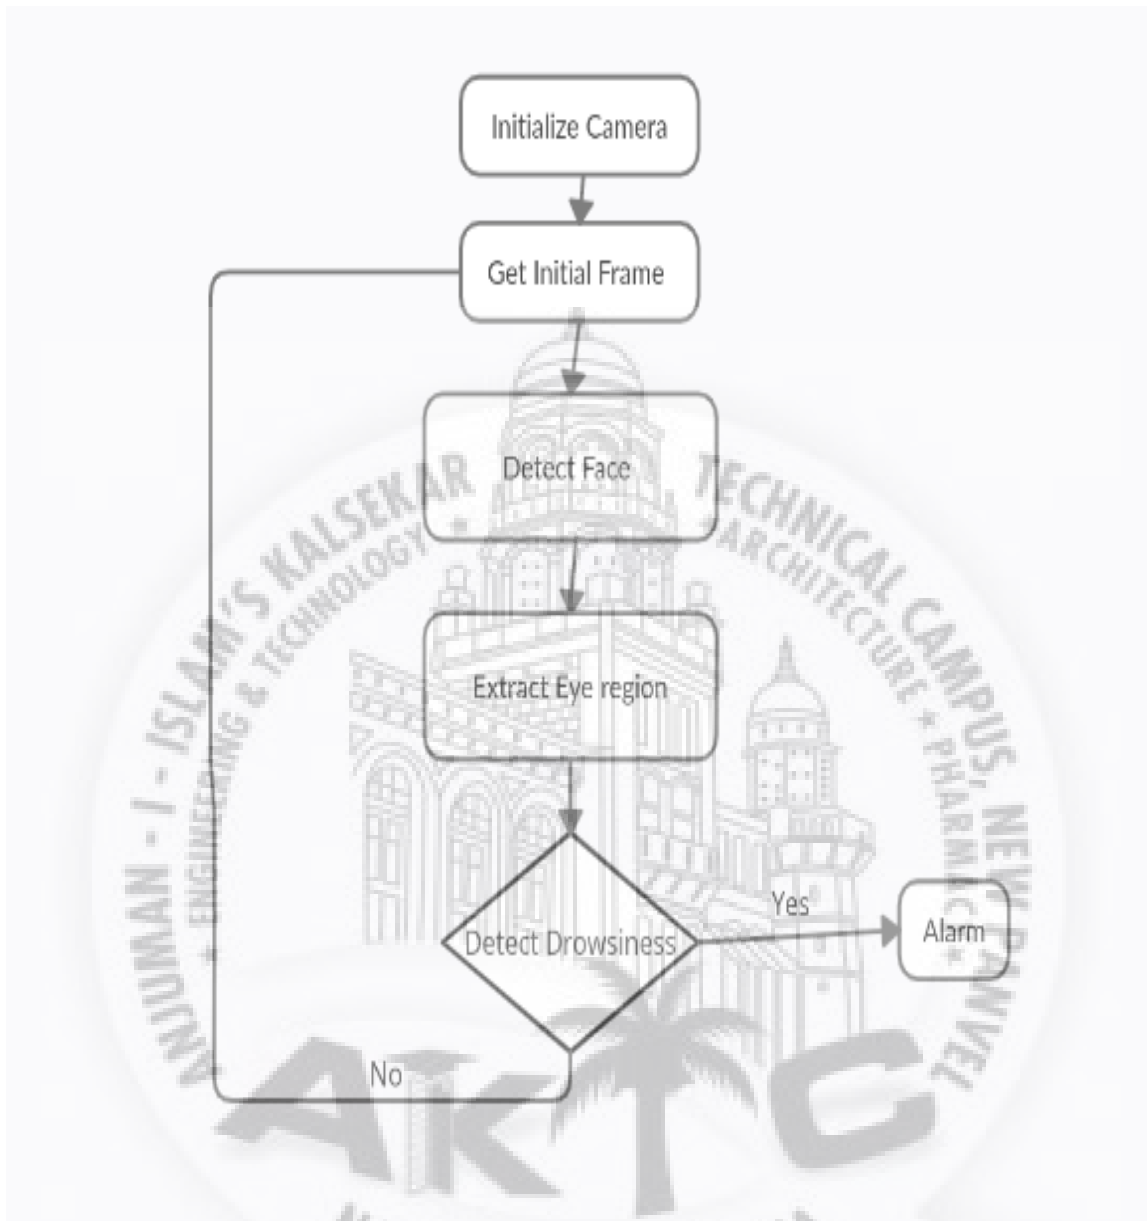 Initialize Camera
Get Initial Frame
Detect Face
Extract Eye region
Detect Drowsiness
Yes
Alarm
No
ANJUMAN - I - ISLAM'S KALSEKAR TECHNICAL CAMPUS, NEW PANVEL
★ ENGINEERING & TECHNOLOGY ★ ARCHITECTURE ★ PHARMACY ★
AKTC